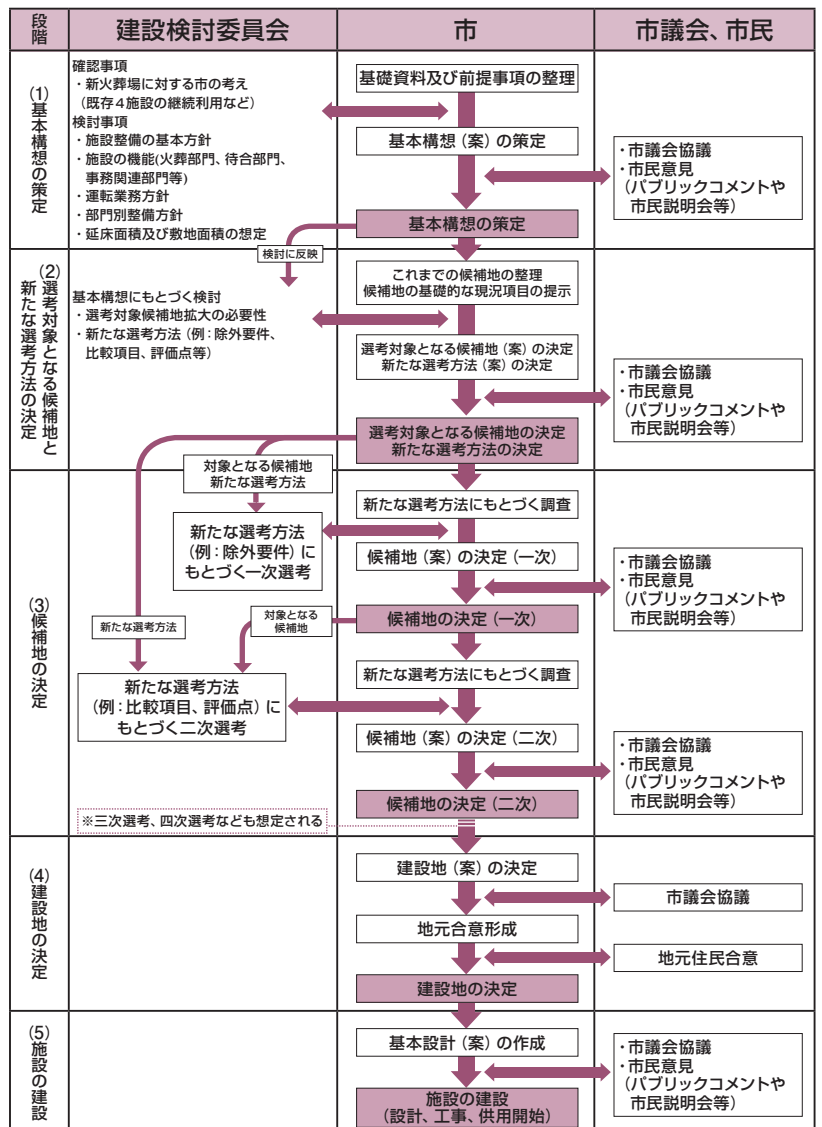 段階
建設検討委員会
市
市議会、市民
(1)基本構想の策定
確認事項
・新火葬場に対する市の考え
（既存４施設の継続利用など）
検討事項
・施設整備の基本方針
・施設の機能(火葬部門、待合部門、
事務関連部門等)
・運転業務方針
・部門別整備方針
・延床面積及び敷地面積の想定
基礎資料及び前提事項の整理
基本構想（案）の策定
基本構想の策定
・市議会協議
・市民意見
（パブリックコメントや
市民説明会等）
検討に反映
(2)選考対象となる候補地と
新たな選考方法の決定
基本構想にもとづく検討
・選考対象候補地拡大の必要性
・新たな選考方法（例：除外要件、
比較項目、評価点等）
これまでの候補地の整理
候補地の基礎的な現況項目の提示
選考対象となる候補地（案）の決定
新たな選考方法（案）の決定
選考対象となる候補地の決定
新たな選考方法の決定
・市議会協議
・市民意見
（パブリックコメントや
市民説明会等）
(3)候補地の決定
対象となる候補地
新たな選考方法
新たな選考方法
（例：除外要件）に
もとづく一次選考
新たな選考方法にもとづく調査
候補地（案）の決定（一次）
候補地の決定（一次）
・市議会協議
・市民意見
（パブリックコメントや
市民説明会等）
新たな選考方法
対象となる
候補地
新たな選考方法
（例：比較項目、評価点）に
もとづく二次選考
新たな選考方法にもとづく調査
候補地（案）の決定（二次）
候補地の決定（二次）
・市議会協議
・市民意見
（パブリックコメントや
市民説明会等）
※三次選考、四次選考なども想定される
(4)建設地の決定
建設地（案）の決定
市議会協議
地元合意形成
地元住民合意
建設地の決定
(5)施設の建設
基本設計（案）の作成
施設の建設
（設計、工事、供用開始）
・市議会協議
・市民意見
（パブリックコメントや
市民説明会等）